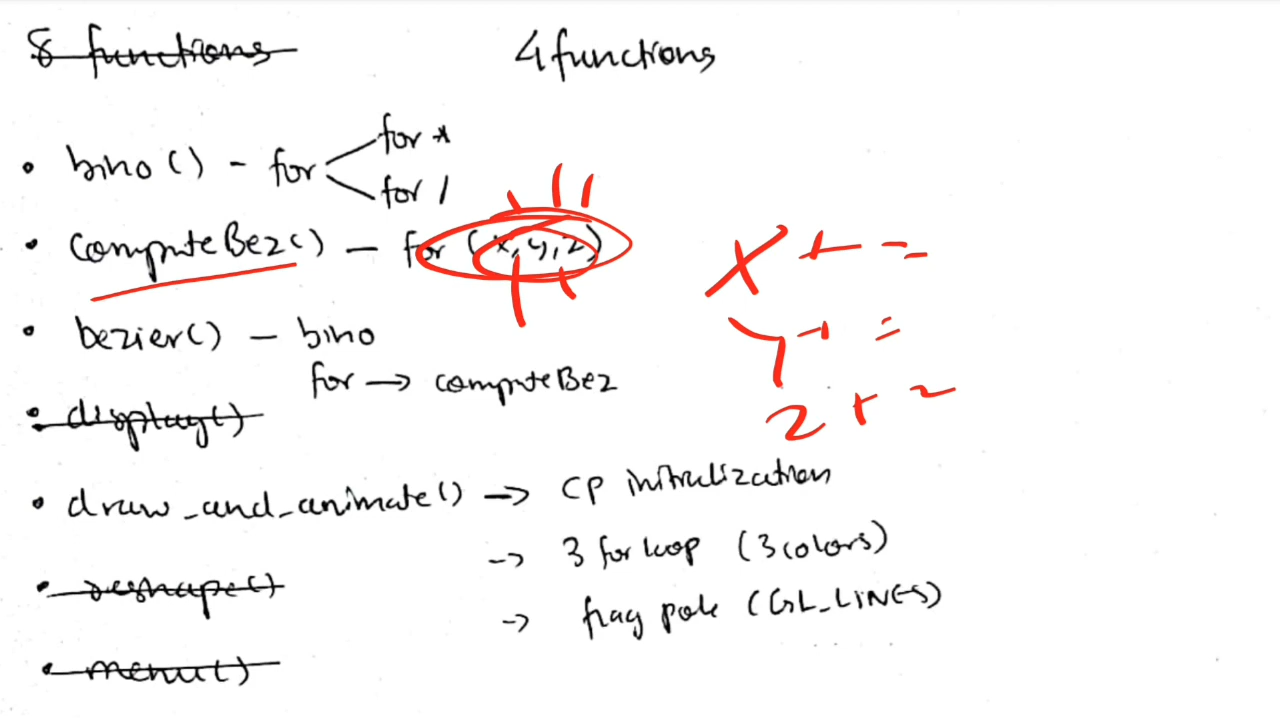 8 functions 4 functions
• bino() - for for *
for /
• computeBez() - for (x,y,z)
x + =
y + =
z + =
• bezier() - bino
for → computeBez
• display()
• draw_and_animate() → CP initialization
→ 3 for loop (3 colors)
• reshape()
→ flag pole (GL_LINES)
• menu()